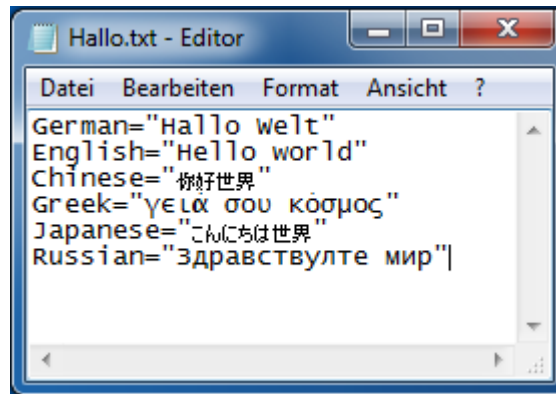 Hallo.txt - Editor
Datei Bearbeiten Format Ansicht ?
German="Hallo Welt"
English="Hello world"
Chinese="你好世界"
Greek="γειά σου κόσμος"
Japanese="こんにちは世界"
Russian="Здравствулте мир"